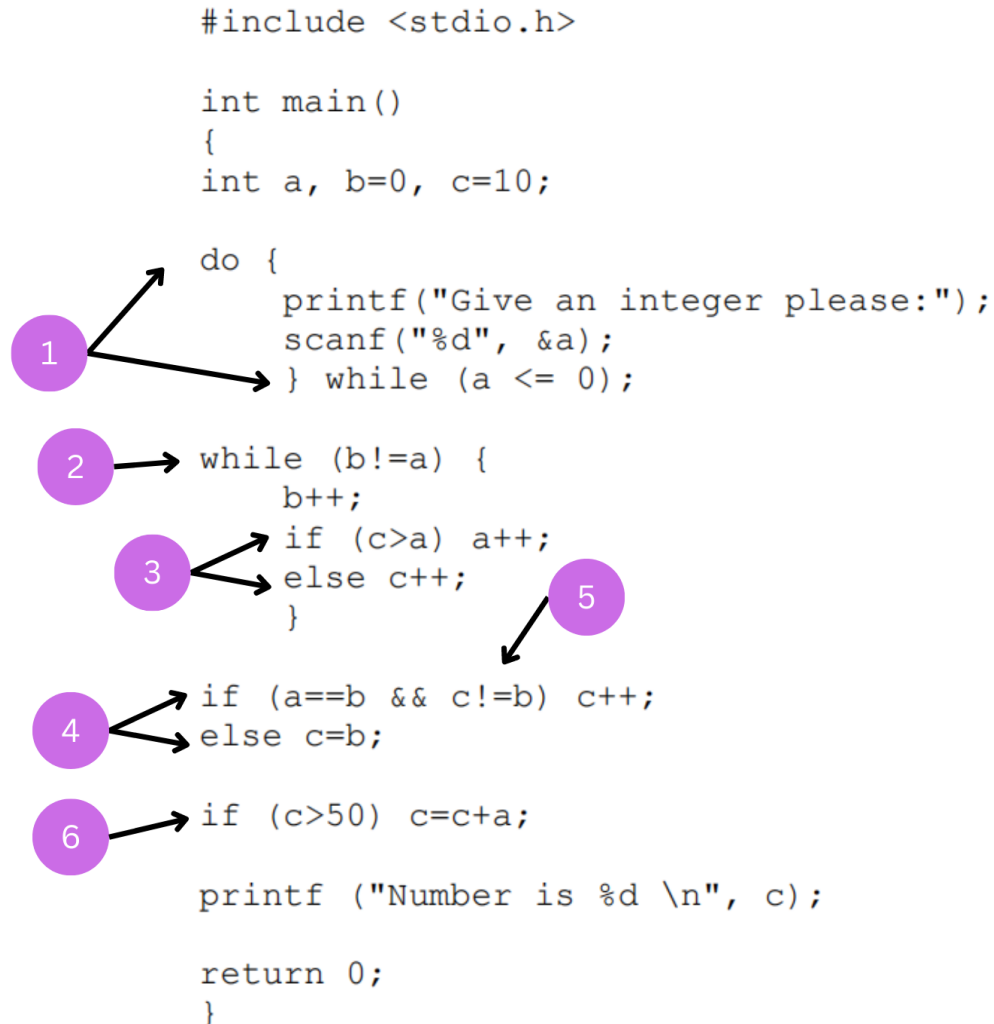 #include <stdio.h>
int main()
{
int a, b=0, c=10;
do {
printf("Give an integer please:");
scanf("%d", &a);
1
} while (a <= 0);
2
while (b!=a) {
b++;
if (c>a) a++;
3
else c++;
5
}
if (a==b && c!=b) c++;
4
else c=b;
if (c>50) c=c+a;
6
printf ("Number is %d \n", c);
return 0;
}